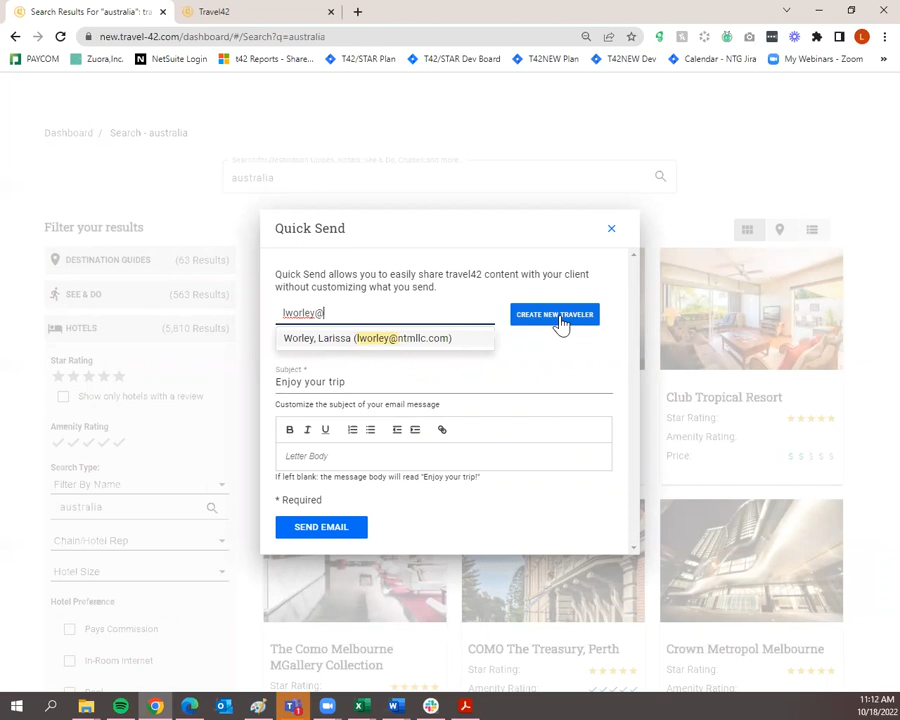 Search Results For "australia": tra
Travel42
new.travel-42.com/dashboard/#/Search?q=australia
PAYCOM
Zuora,Inc.
NetSuite Login
t42 Reports - Share...
T42/STAR Plan
T42/STAR Dev Board
T42NEW Plan
T42NEW Dev
Calendar - NTG Jira
My Webinars - Zoom
»
L
Dashboard / Search - australia
australia
Filter your results
DESTINATION GUIDES (63 Results)
SEE & DO (563 Results)
HOTELS (5,810 Results)
Star Rating
Show only hotels with a review
Amenity Rating
Search Type:
Filter By Name
australia
Chain/Hotel Rep
Hotel Size
Hotel Preference
Pays Commission
In-Room Internet
Quick Send
Quick Send allows you to easily share travel42 content with your client
without customizing what you send.
lworley@
CREATE NEW TRAVELER
Worley, Larissa (lworley@ntmllc.com)
Subject *
Enjoy your trip
Customize the subject of your email message
B I U
Letter Body
If left blank: the message body will read "Enjoy your trip!"
* Required
SEND EMAIL
Club Tropical Resort
Star Rating:
Amenity Rating:
Price: $ $ $ $ $
The Como Melbourne
MGallery Collection
Star Rating:
COMO The Treasury, Perth
Star Rating:
Amenity Rating:
Crown Metropol Melbourne
Star Rating:
Amenity Rating:
11:12 AM
10/18/2022